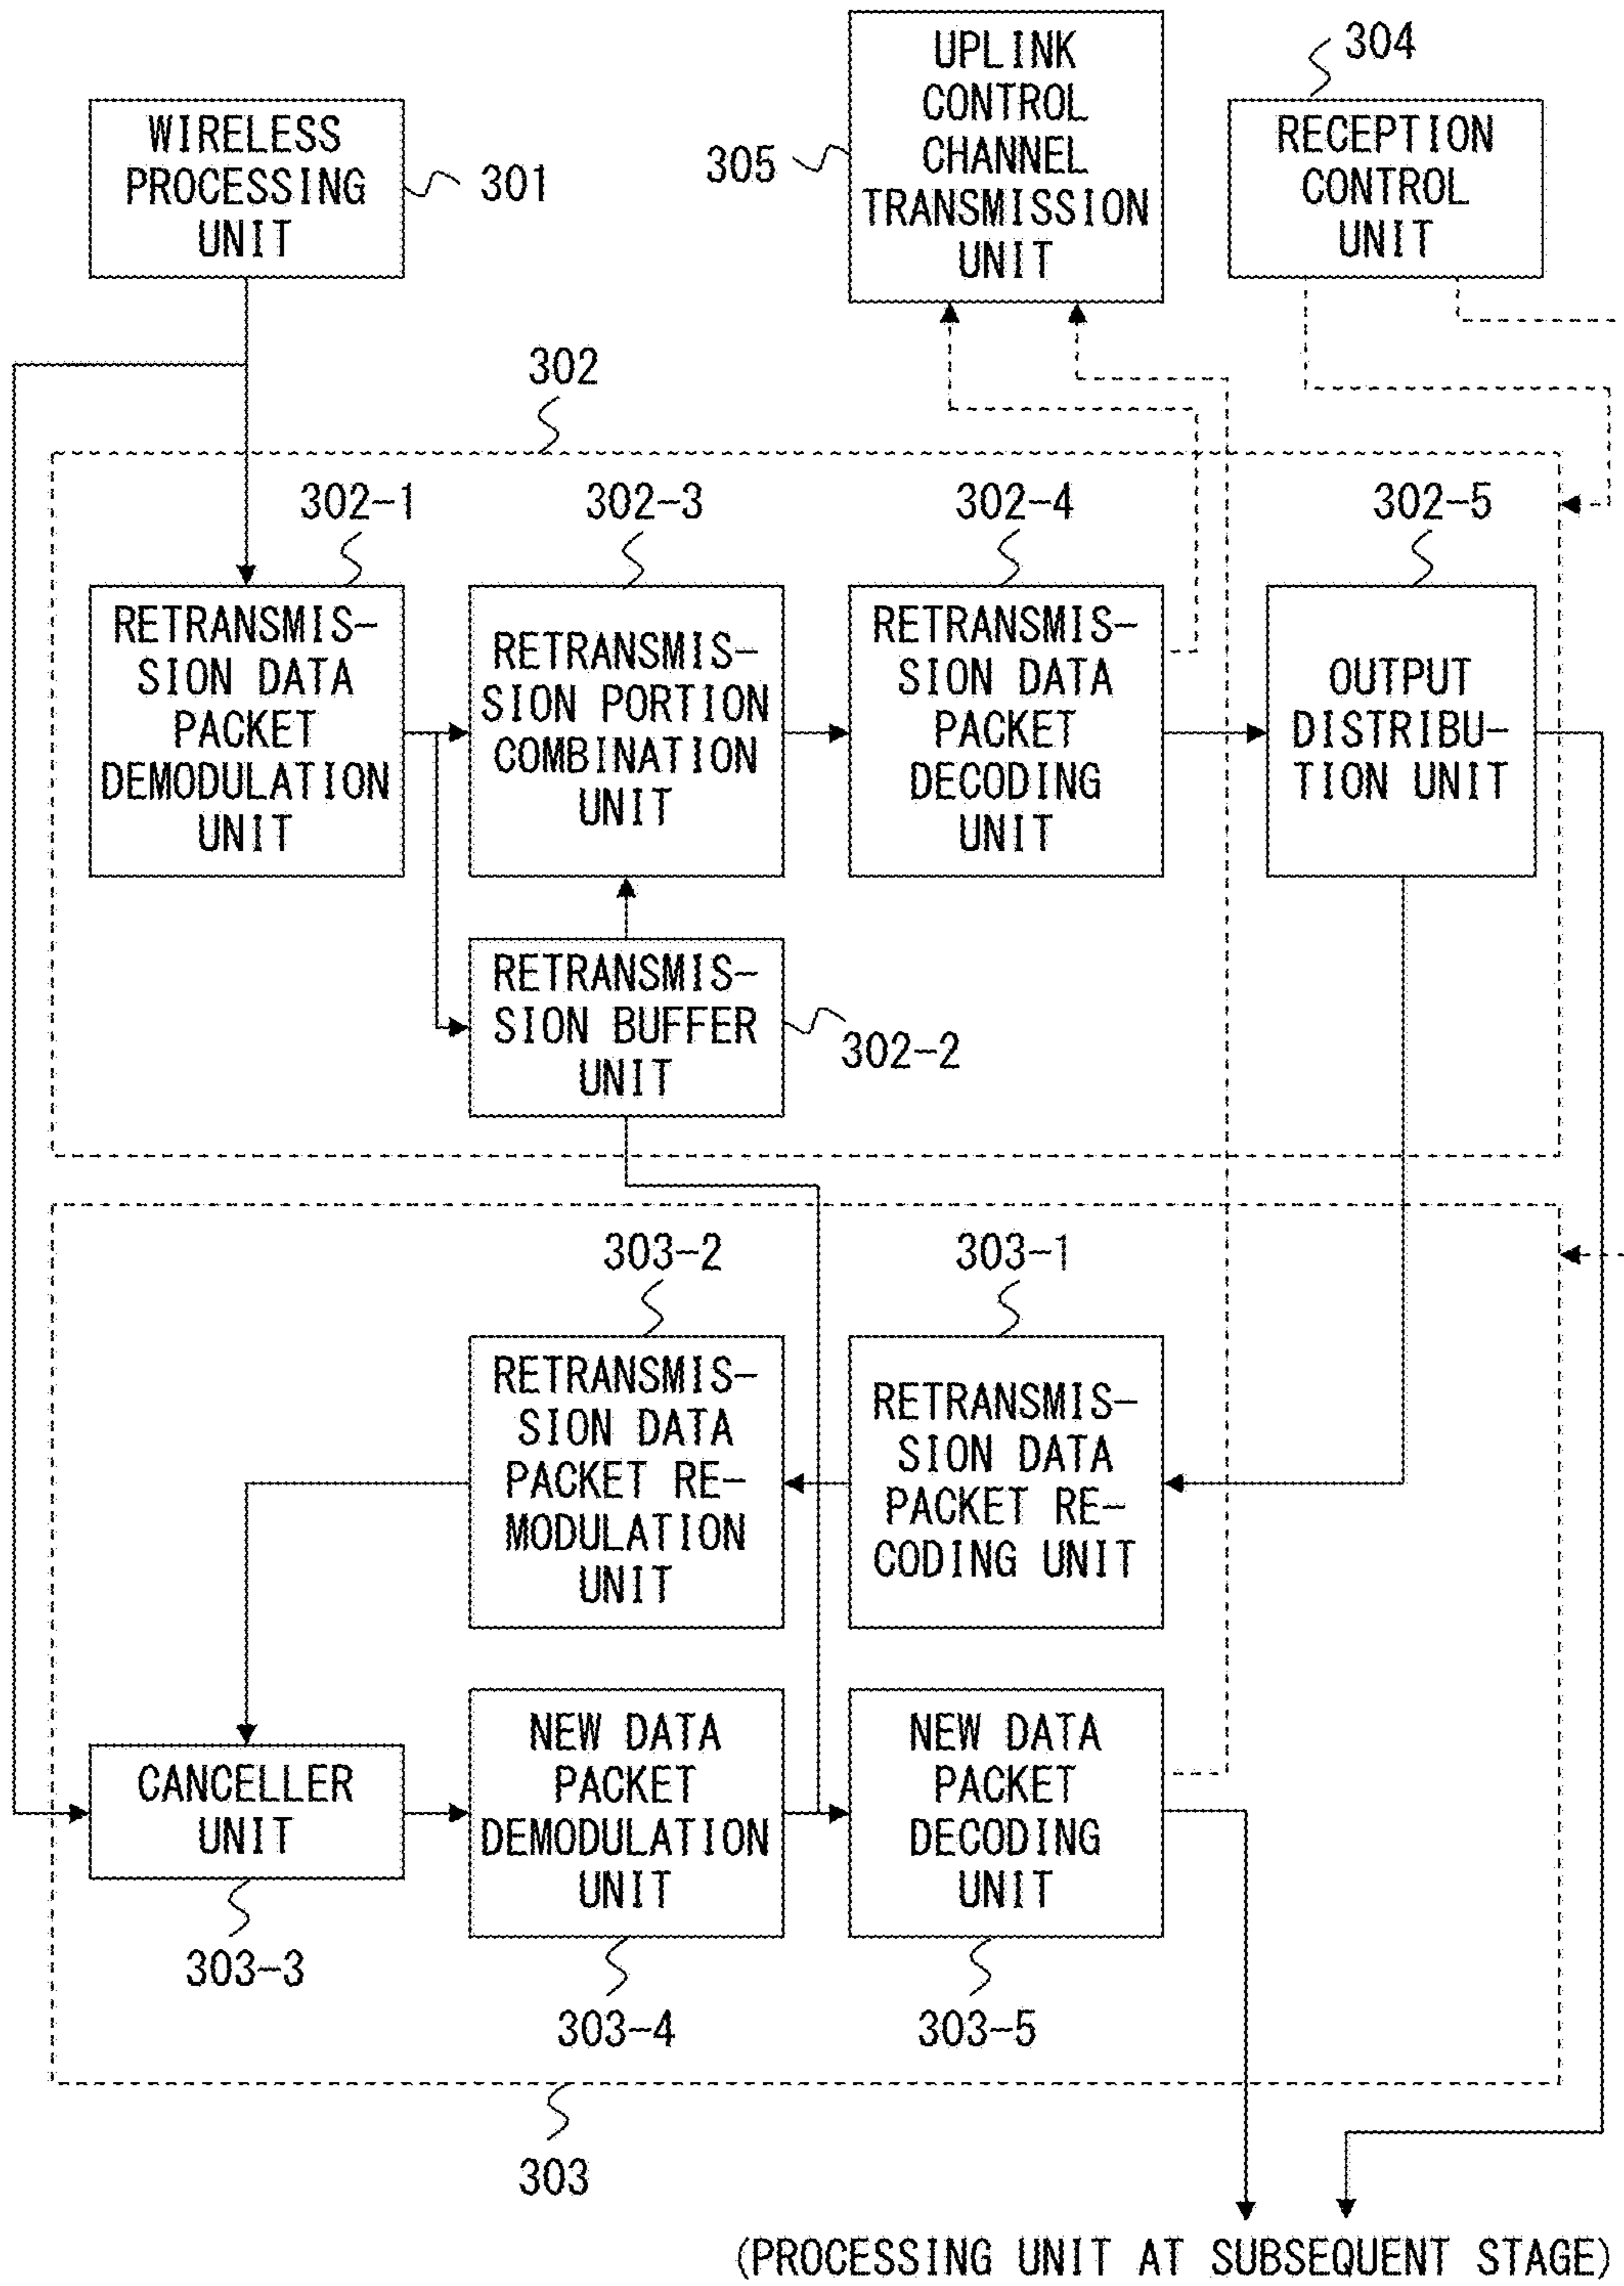 304
UPLINK
CONTROL
CHANNEL
TRANSMISSION
UNIT
305
RECEPTION
CONTROL
UNIT
WIRELESS
PROCESSING
UNIT
301
302
302-1
302-3
302-4
302-5
RETRANSMIS-
SION DATA
PACKET
DEMODULATION
UNIT
RETRANSMIS-
SION PORTION
COMBINATION
UNIT
RETRANSMIS-
SION DATA
PACKET
DECODING
UNIT
OUTPUT
DISTRIBU-
TION UNIT
RETRANSMIS-
SION BUFFER
UNIT
302-2
303-2
303-1
RETRANSMIS-
SION DATA
PACKET RE-
MODULATION
UNIT
RETRANSMIS-
SION DATA
PACKET RE-
CODING UNIT
CANCELLER
UNIT
NEW DATA
PACKET
DEMODULATION
UNIT
NEW DATA
PACKET
DECODING
UNIT
303-3
303-4
303-5
303
(PROCESSING UNIT AT SUBSEQUENT STAGE)